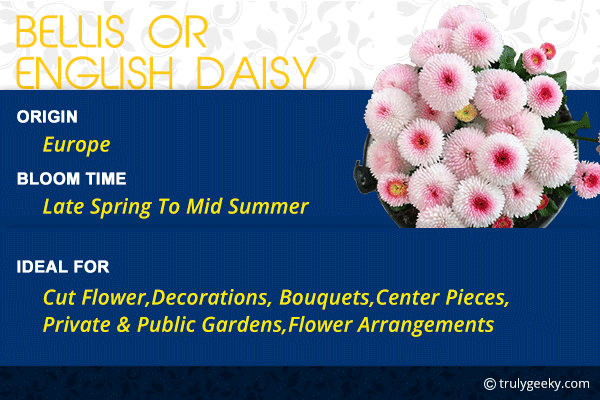 BELLIS OR
ENGLISH DAISY
ORIGIN
Europe
BLOOM TIME
Late Spring To Mid Summer
IDEAL FOR
Cut Flower,Decorations, Bouquets,Center Pieces,
Private & Public Gardens,Flower Arrangements
© trulygeeky.com